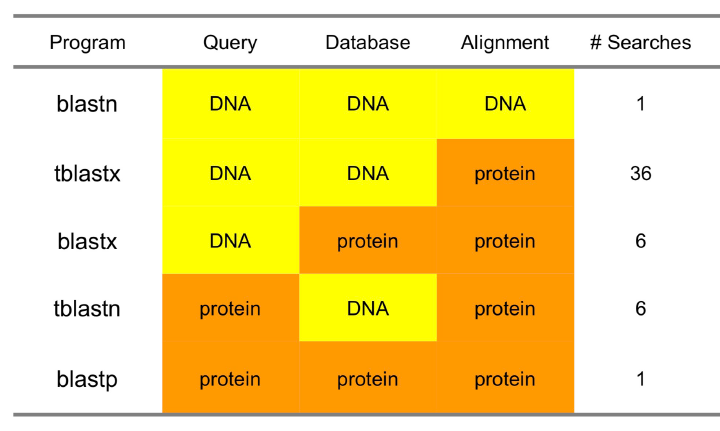 Program Query Database Alignment # Searches
blastn DNA DNA DNA 1
tblastx DNA DNA protein 36
blastx DNA protein protein 6
tblastn protein DNA protein 6
blastp protein protein protein 1